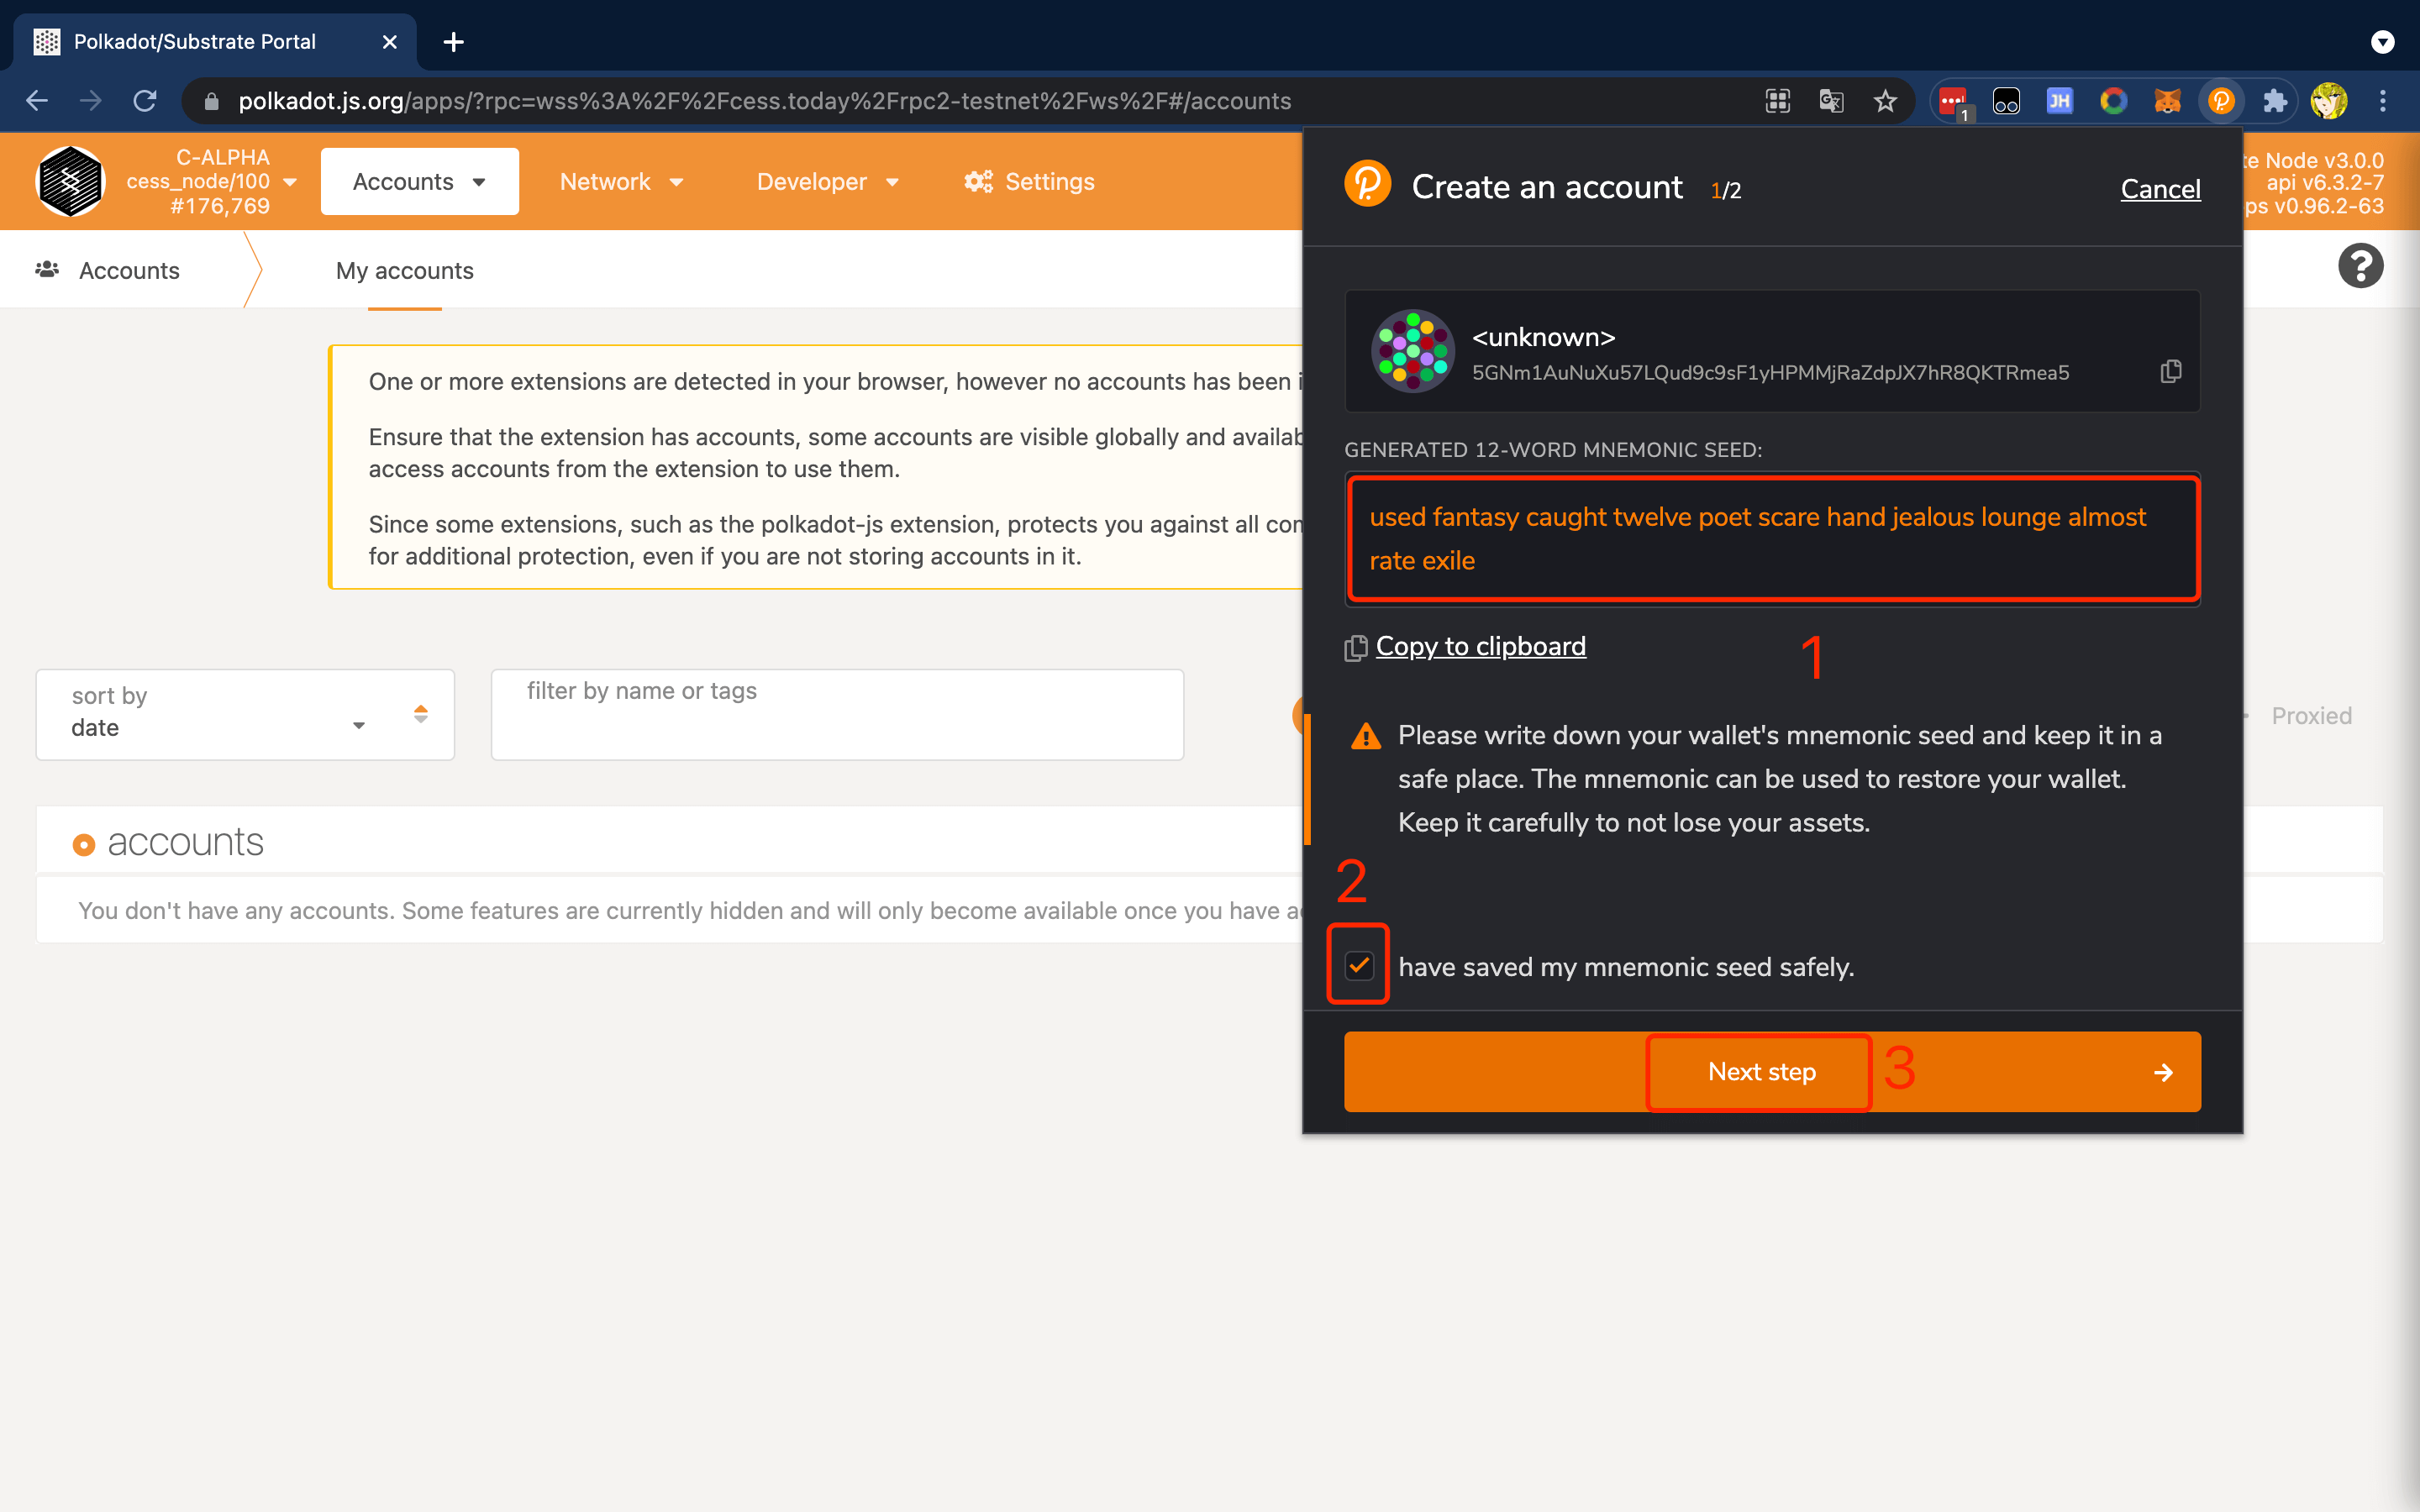 Polkadot/Substrate Portal
polkadot.js.org/apps/?rpc=wss%3A%2F%2Fcess.today%2Frpc2-testnet%2Fws%2F#/accounts
1
JH
C-ALPHA
cess_node/100
#176,769
Accounts
Network
Developer
Settings
te Node v3.0.0
api v6.3.2-7
ps v0.96.2-63
Accounts
My accounts
One or more extensions are detected in your browser, however no accounts has been i
Ensure that the extension has accounts, some accounts are visible globally and availab
access accounts from the extension to use them.
Since some extensions, such as the polkadot-js extension, protects you against all com
for additional protection, even if you are not storing accounts in it.
sort by
date
filter by name or tags
Proxied
accounts
You don't have any accounts. Some features are currently hidden and will only become available once you have a
Create an account 1/2
Cancel
<unknown>
5GNm1AuNuXu57LQud9c9sF1yHPMMjRaZdpJX7hR8QKTRmea5
GENERATED 12-WORD MNEMONIC SEED:
used fantasy caught twelve poet scare hand jealous lounge almost
rate exile
Copy to clipboard
1
Please write down your wallet's mnemonic seed and keep it in a
safe place. The mnemonic can be used to restore your wallet.
Keep it carefully to not lose your assets.
2
have saved my mnemonic seed safely.
Next step
3